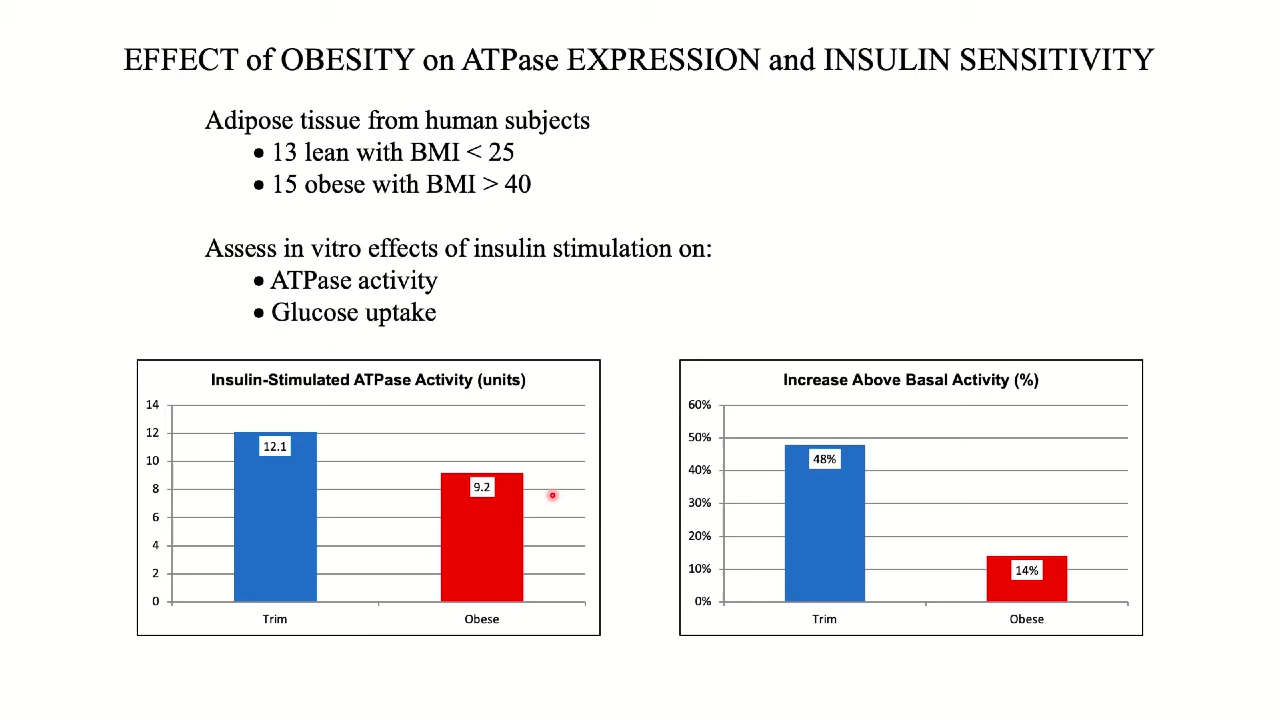 EFFECT of OBESITY on ATPase EXPRESSION and INSULIN SENSITIVITY
Adipose tissue from human subjects
• 13 lean with BMI < 25
• 15 obese with BMI > 40
Assess in vitro effects of insulin stimulation on:
• ATPase activity
• Glucose uptake
Insulin-Stimulated ATPase Activity (units)
14
12
10
8
6
4
2
0
12.1
9.2
Trim
Obese
Increase Above Basal Activity (%)
60%
50%
40%
30%
20%
10%
0%
48%
14%
Trim
Obese